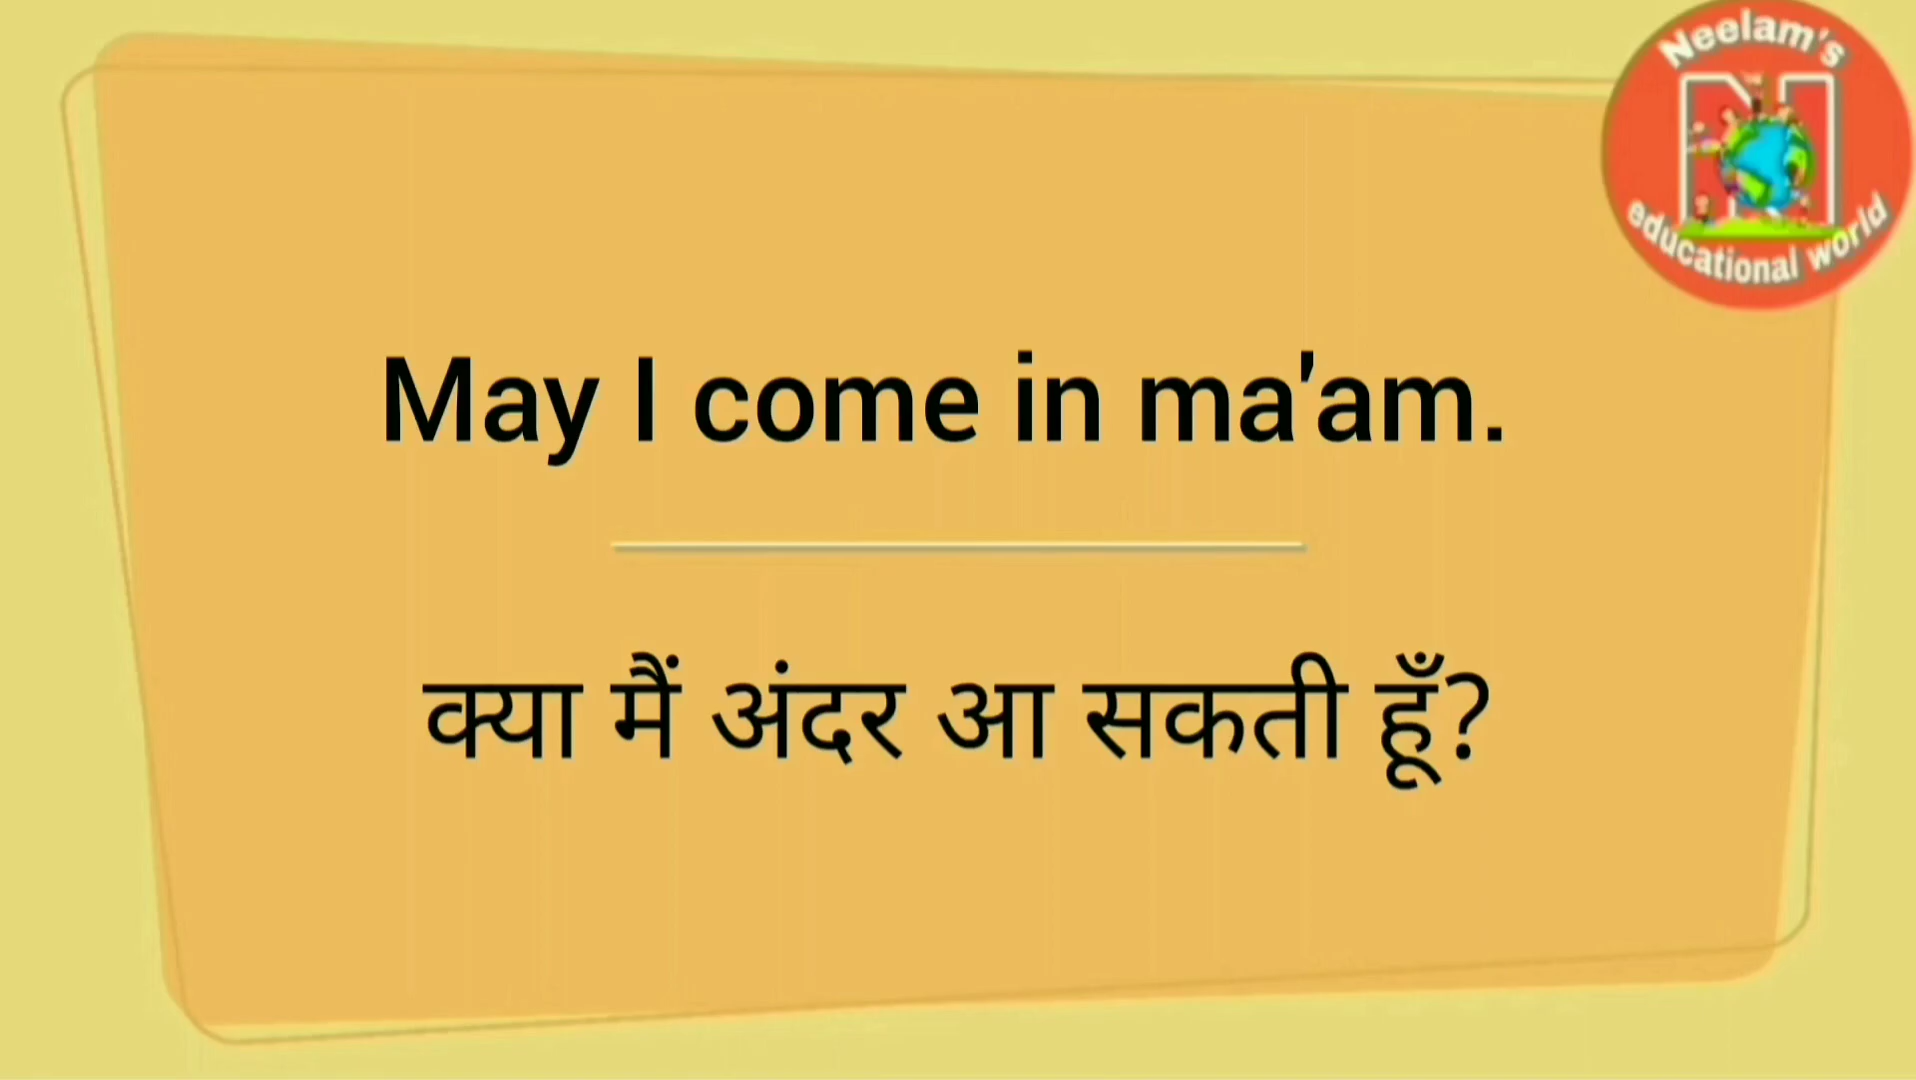 Neelam's
N
educational world
May I come in ma'am.
क्या मैं अंदर आ सकती हूँ?